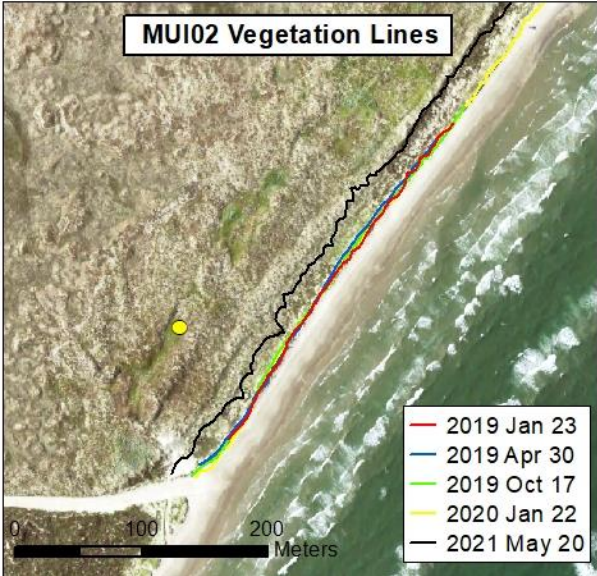 MUI02 Vegetation Lines
2019 Jan 23
2019 Apr 30
2019 Oct 17
2020 Jan 22
2021 May 20
0 100 200
Meters